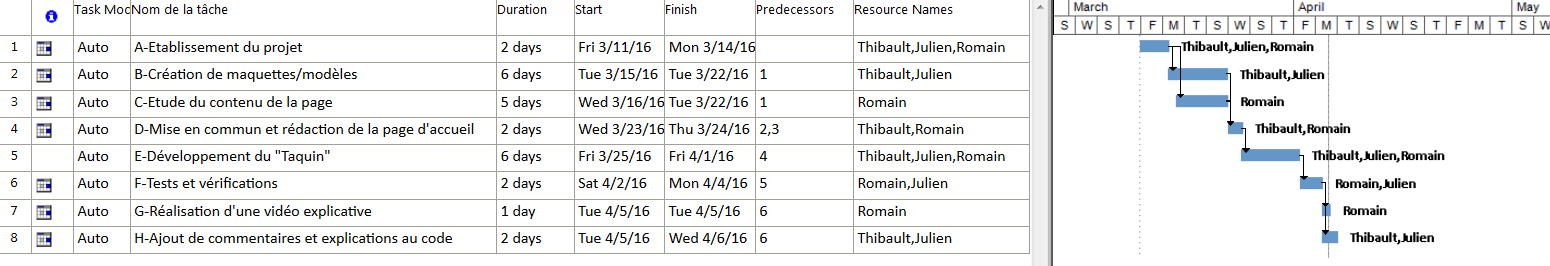 Task Mod Nom de la tâche Duration Start Finish Predecessors Resource Names March April May
S W S T F M T S W S T F M T S W S T F M T S W
1 Auto A-Etablissement du projet 2 days Fri 3/11/16 Mon 3/14/16 Thibault,Julien,Romain Thibault,Julien,Romain
2 Auto B-Création de maquettes/modèles 6 days Tue 3/15/16 Tue 3/22/16 1 Thibault,Julien Thibault,Julien
3 Auto C-Etude du contenu de la page 5 days Wed 3/16/16 Tue 3/22/16 1 Romain Romain
4 Auto D-Mise en commun et rédaction de la page d'accueil 2 days Wed 3/23/16 Thu 3/24/16 2,3 Thibault,Romain Thibault,Romain
5 Auto E-Développement du "Taquin" 6 days Fri 3/25/16 Fri 4/1/16 4 Thibault,Julien,Romain Thibault,Julien,Romain
6 Auto F-Tests et vérifications 2 days Sat 4/2/16 Mon 4/4/16 5 Romain,Julien Romain,Julien
7 Auto G-Réalisation d'une vidéo explicative 1 day Tue 4/5/16 Tue 4/5/16 6 Romain Romain
8 Auto H-Ajout de commentaires et explications au code 2 days Tue 4/5/16 Wed 4/6/16 6 Thibault,Julien Thibault,Julien